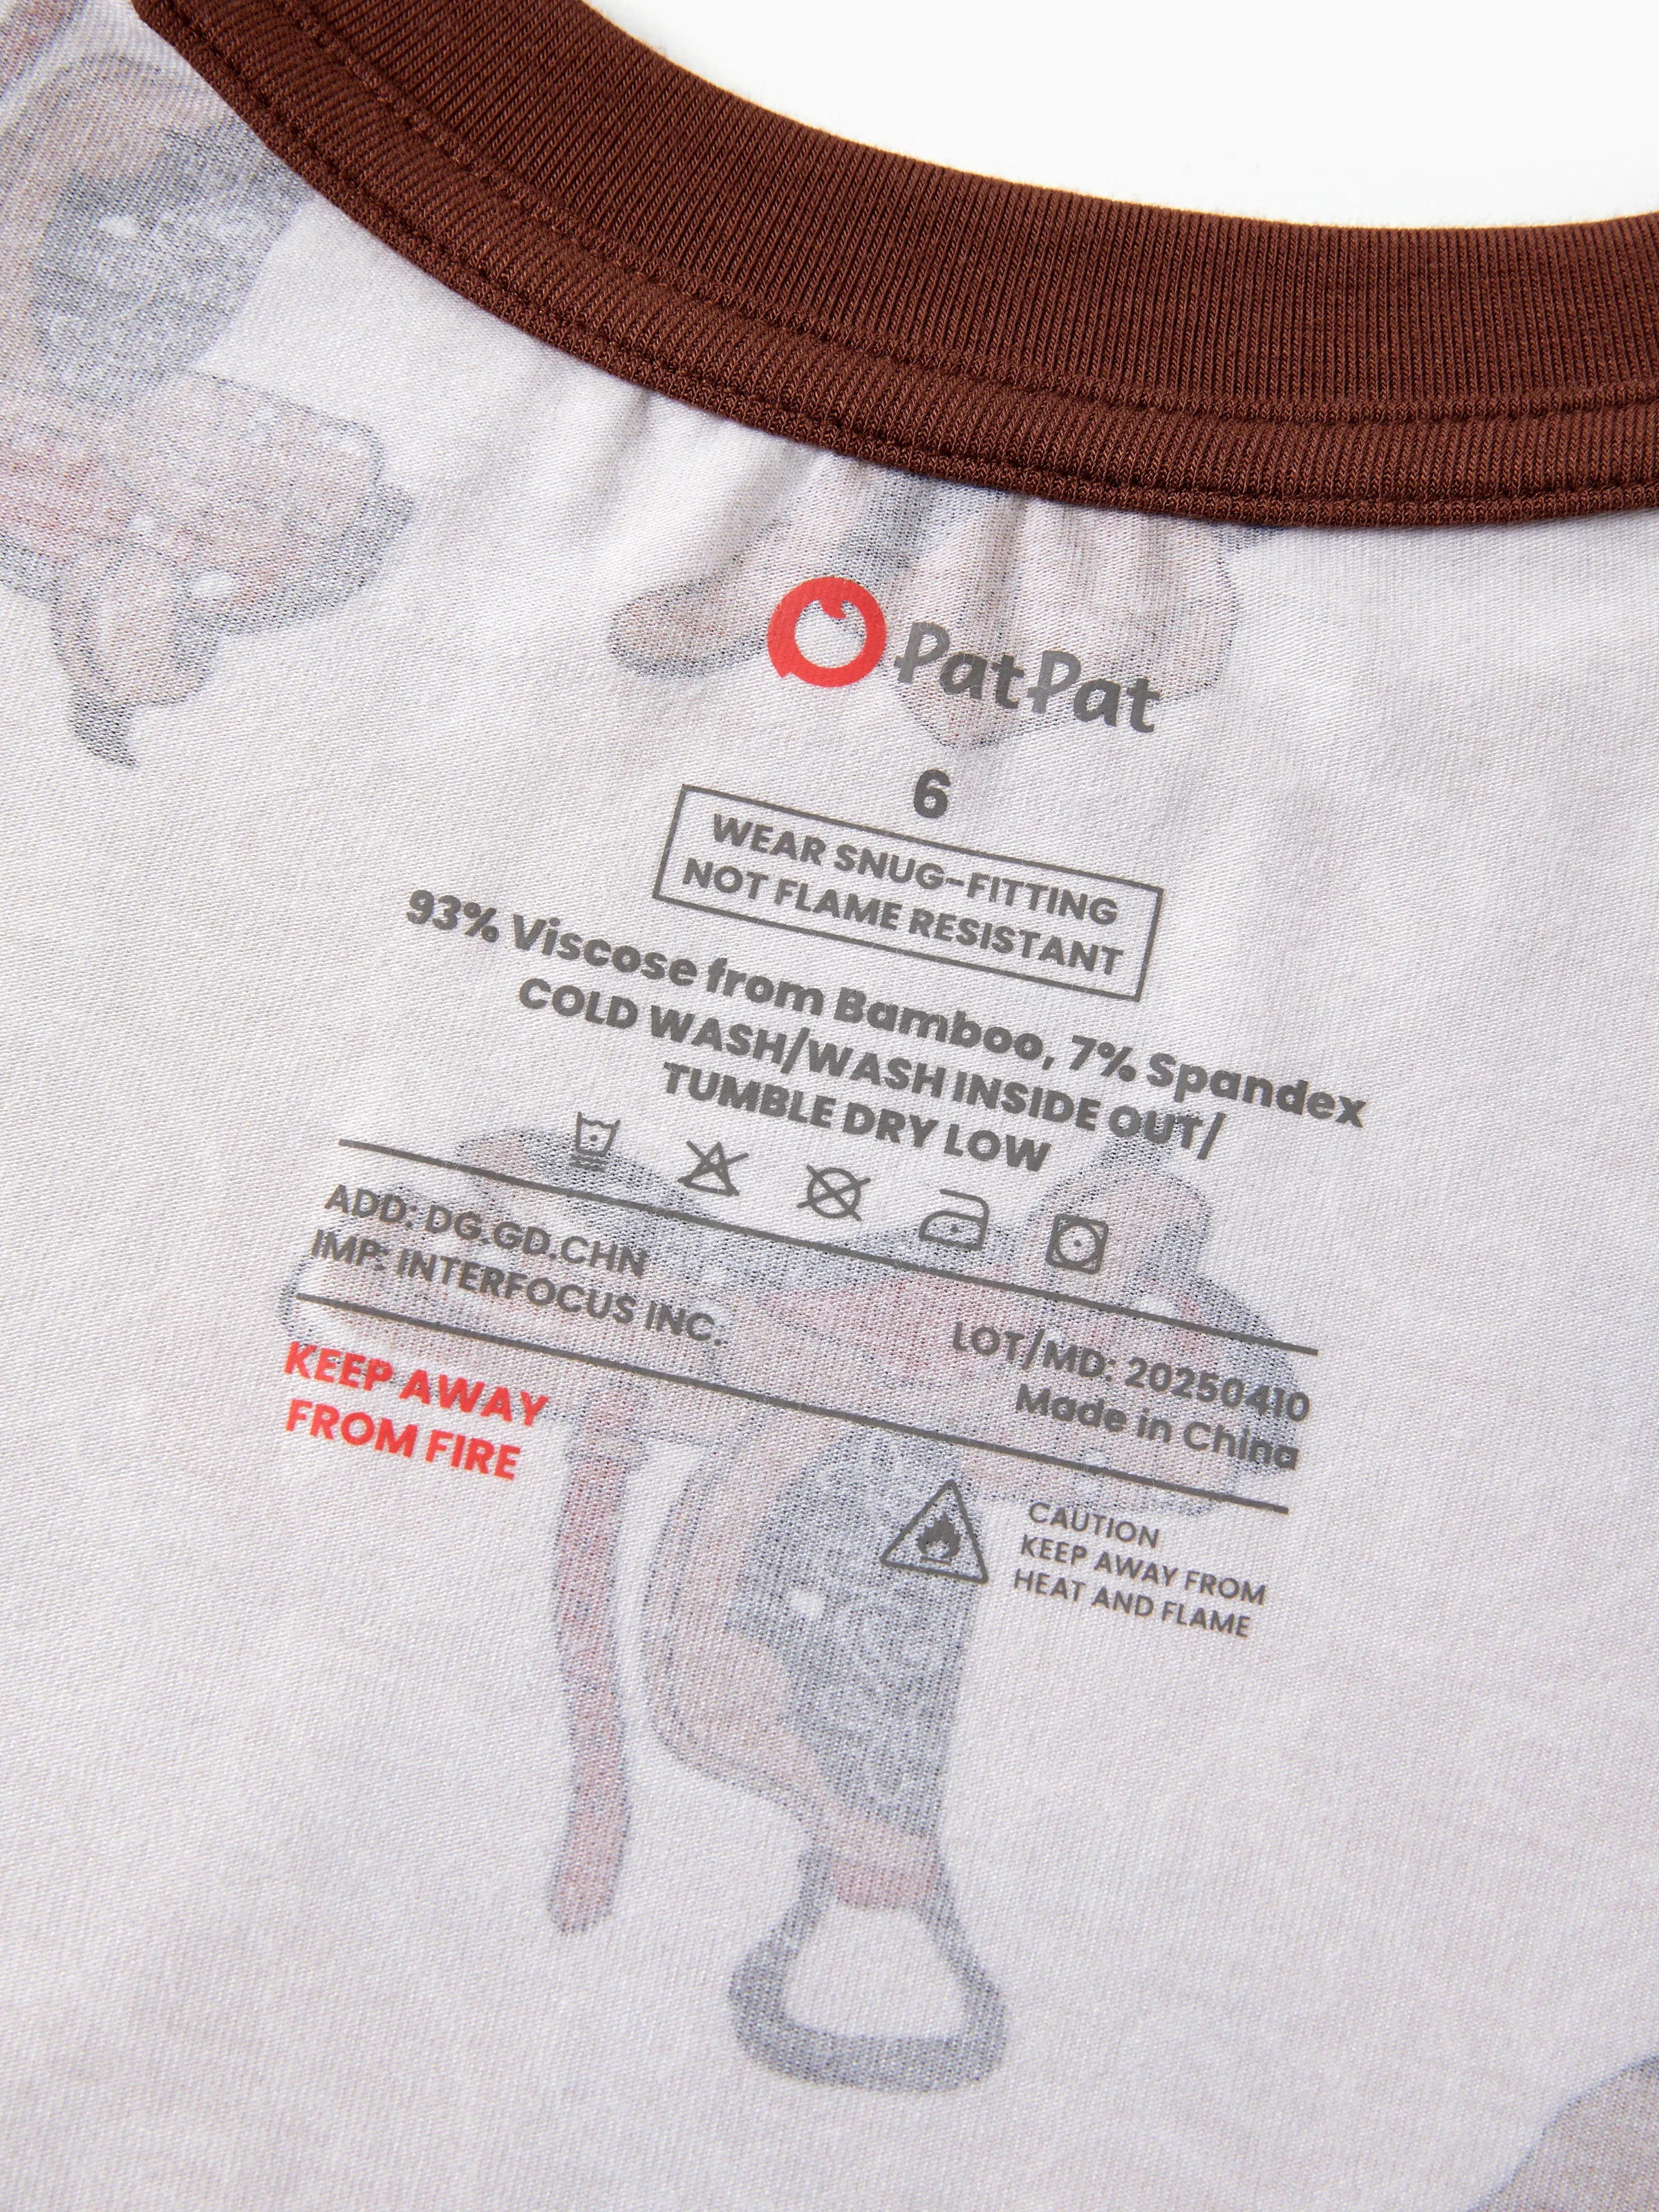 PatPat
6
WEAR SNUG-FITTING
NOT FLAME RESISTANT
93% Viscose from Bamboo, 7% Spandex
COLD WASH/WASH INSIDE OUT/
TUMBLE DRY LOW
ADD: DG.GD.CHN
IMP: INTERFOCUS INC.
LOT/MD: 20250410
Made in China
KEEP AWAY
FROM FIRE
CAUTION
KEEP AWAY FROM
HEAT AND FLAME